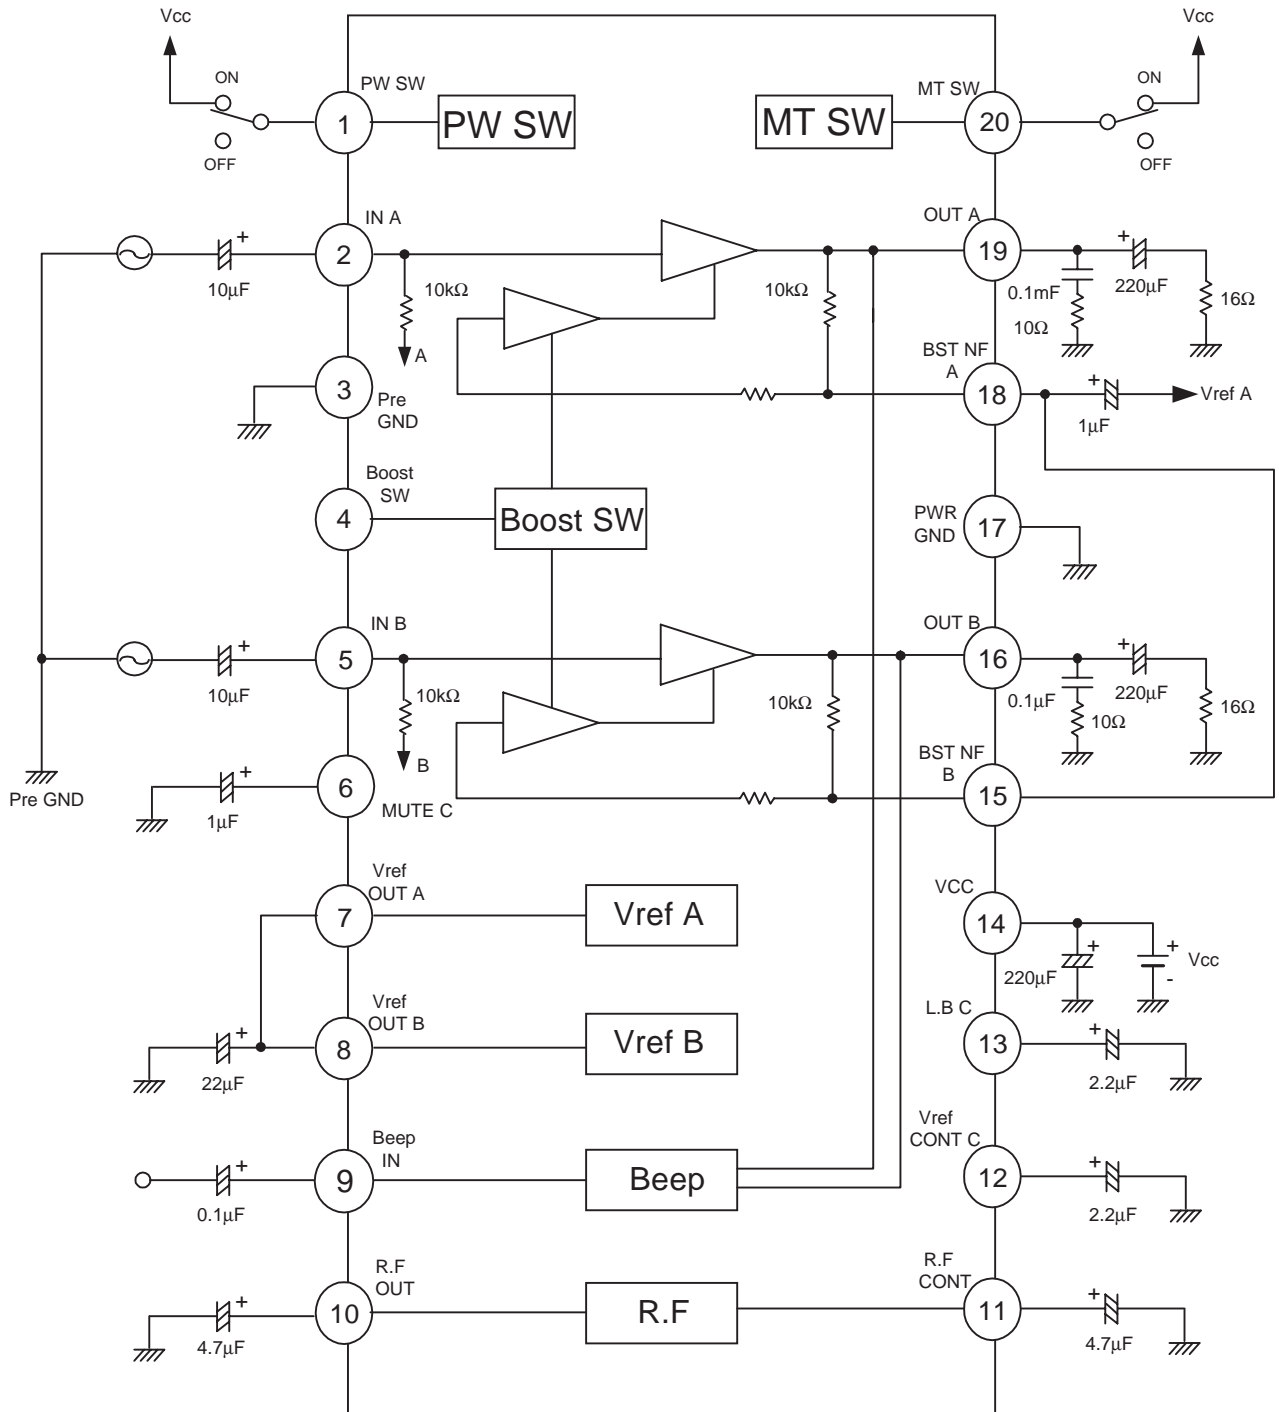 Vcc
Vcc
ON
PW SW
MT SW
ON
1
PW SW
MT SW
20
OFF
OFF
IN A
OUT A
+
2
19
+
10µF
10kΩ
10kΩ
0.1mF
220µF
16Ω
10Ω
A
BST NF
A
3
18
+
Vref A
Pre
GND
1µF
Boost
SW
4
Boost SW
PWR
GND
17
IN B
OUT B
+
5
16
+
10µF
10kΩ
10kΩ
0.1µF
220µF
16Ω
10Ω
B
BST NF
B
+
6
15
Pre GND
1µF
MUTE C
Vref
OUT A
VCC
7
Vref A
14
+
+
Vcc
220µF
-
Vref
OUT B
L.B C
+
8
Vref B
13
+
22µF
2.2µF
Beep
IN
Vref
CONT C
+
9
Beep
12
+
0.1µF
2.2µF
R.F
OUT
R.F
CONT
+
10
R.F
11
+
4.7µF
4.7µF